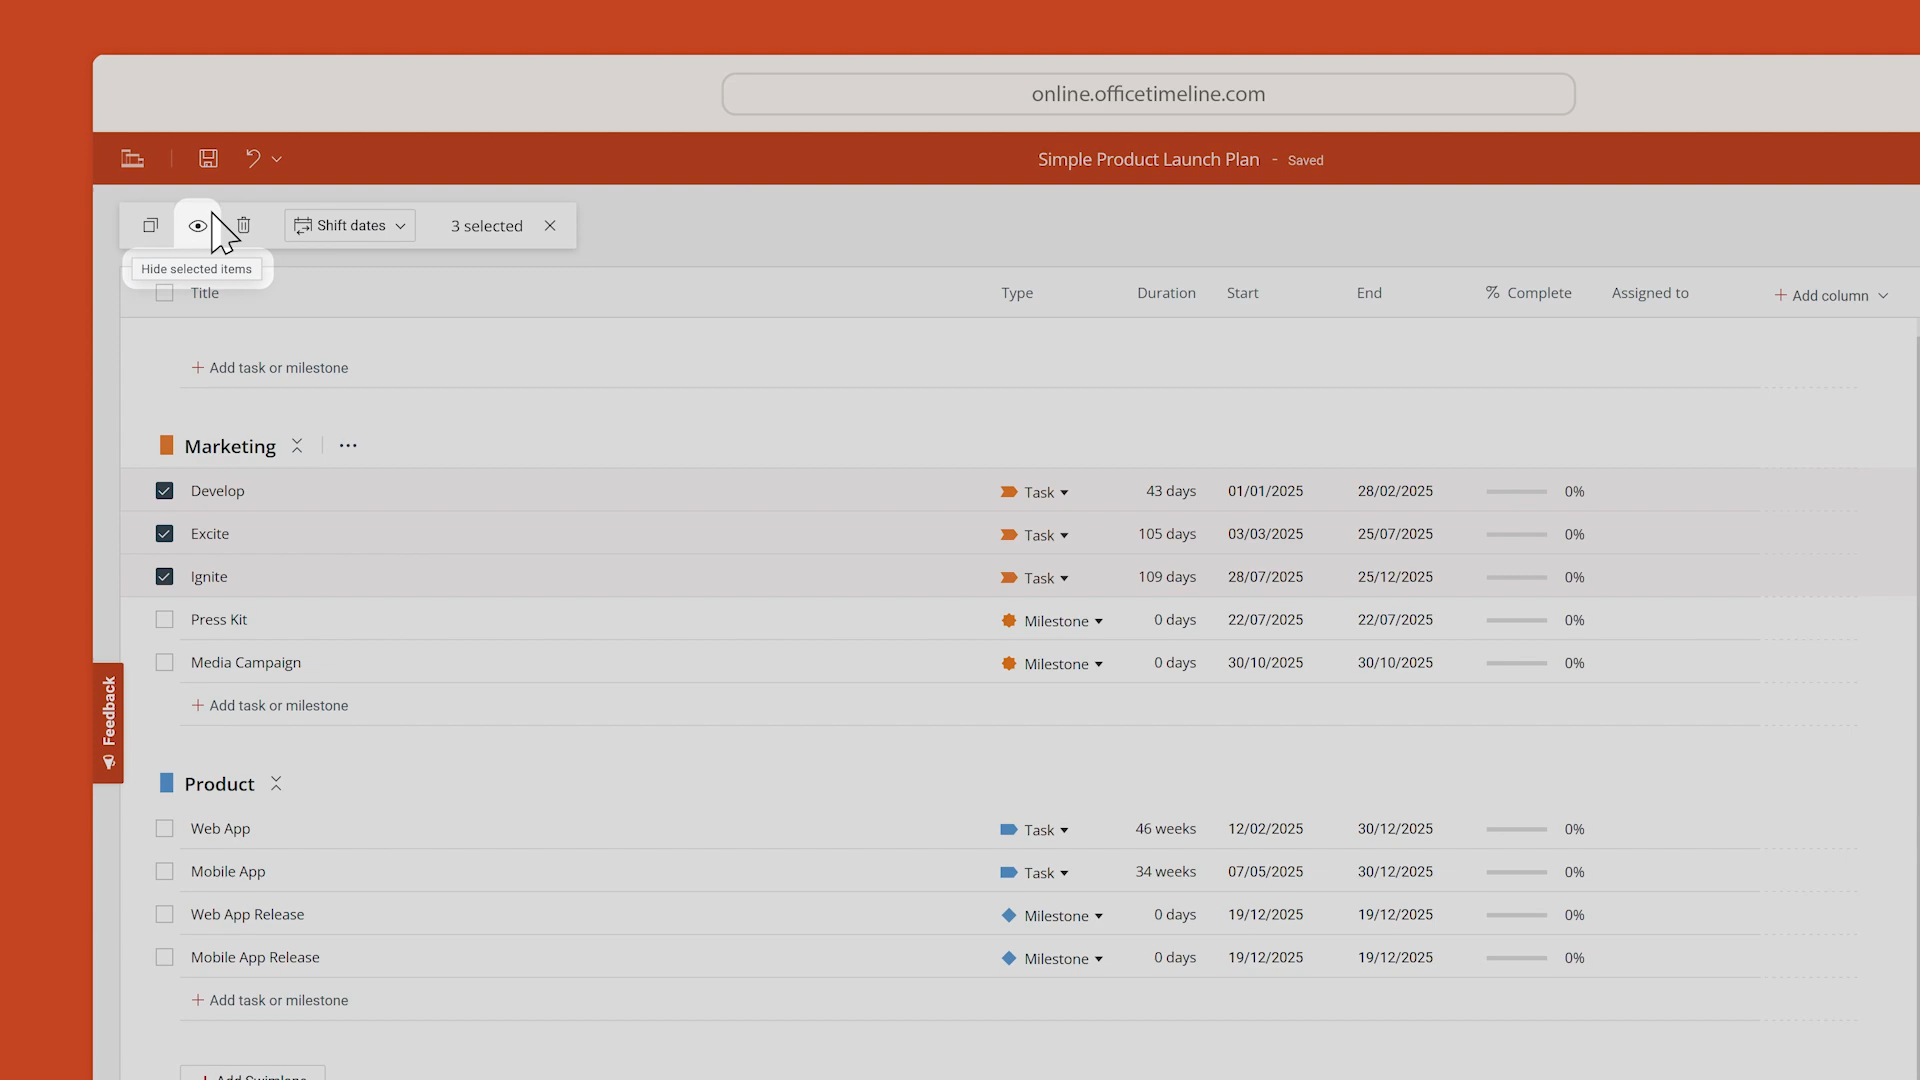 online.officetimeline.com
Simple Product Launch Plan - Saved
Shift dates 3 selected
Hide selected items
Title Type Duration Start End % Complete Assigned to + Add column
+ Add task or milestone
Marketing
Develop Task 43 days 01/01/2025 28/02/2025 0%
Excite Task 105 days 03/03/2025 25/07/2025 0%
Ignite Task 109 days 28/07/2025 25/12/2025 0%
Press Kit Milestone 0 days 22/07/2025 22/07/2025 0%
Media Campaign Milestone 0 days 30/10/2025 30/10/2025 0%
+ Add task or milestone
Feedback
Product
Web App Task 46 weeks 12/02/2025 30/12/2025 0%
Mobile App Task 34 weeks 07/05/2025 30/12/2025 0%
Web App Release Milestone 0 days 19/12/2025 19/12/2025 0%
Mobile App Release Milestone 0 days 19/12/2025 19/12/2025 0%
+ Add task or milestone
+ Add Swimlane